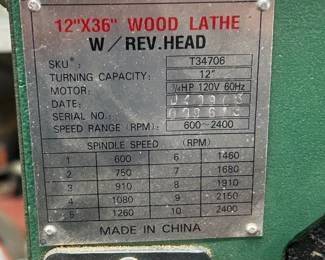 12"X36" WOOD LATHE
W/REV.HEAD
SKU# T34706
TURNING CAPACITY: 12"
MOTOR: ¾HP 120V 60Hz
DATE:
SERIAL NO.:
SPEED RANGE (RPM): 600~2400
SPINDLE SPEED (RPM)
1 600 6 1460
2 750 7 1680
3 910 8 1910
4 1080 9 2150
5 1260 10 2400
MADE IN CHINA